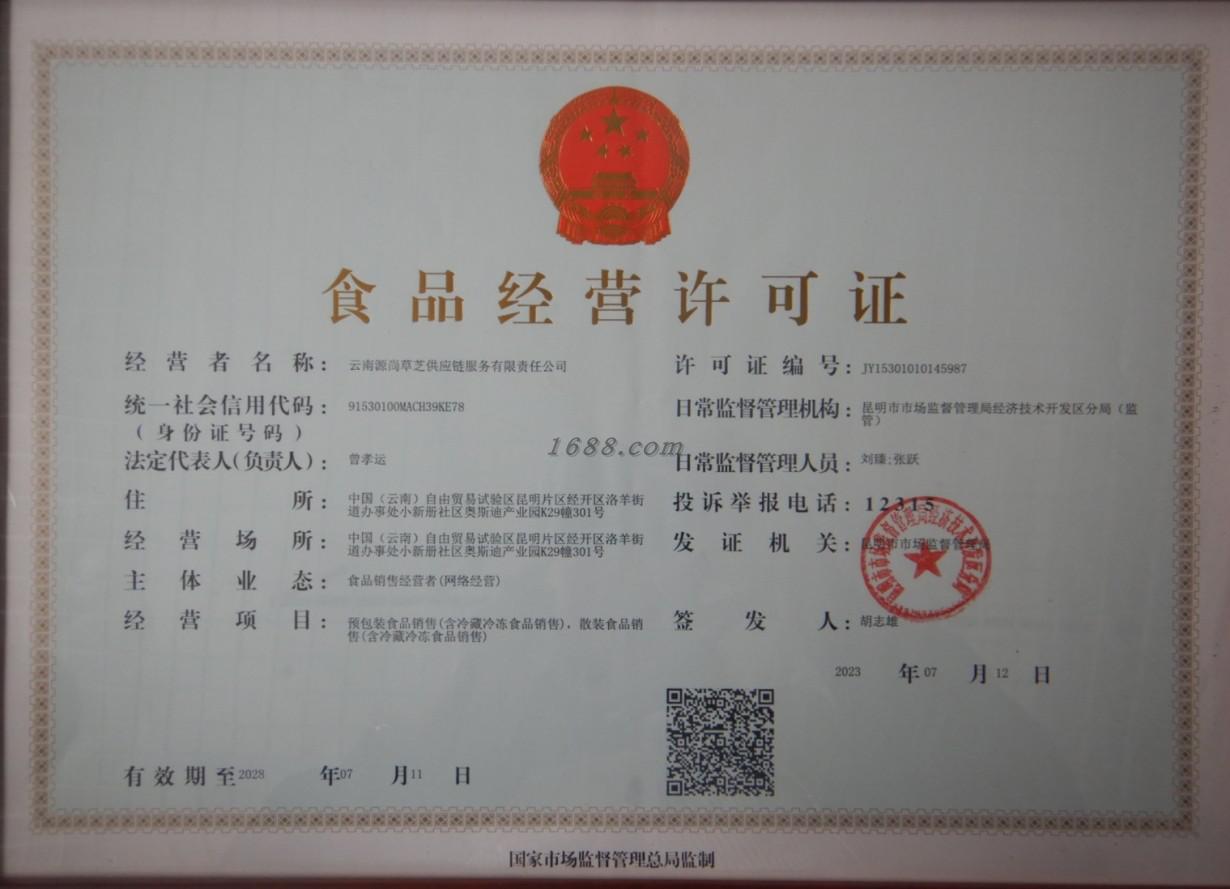 食品经营许可证
经营者名称： 云南源尚草芝供应链服务有限责任公司
统一社会信用代码： 91530100MACH39KE78
（身份证号码）
法定代表人(负责人)： 曾孝运
住所： 中国（云南）自由贸易试验区昆明片区经开区洛羊街
道办事处小新册社区奥斯迪产业园K29幢301号
经营场所： 中国（云南）自由贸易试验区昆明片区经开区洛羊街
道办事处小新册社区奥斯迪产业园K29幢301号
主体业态： 食品销售经营者(网络经营)
经营项目： 预包装食品销售(含冷藏冷冻食品销售)，散装食品销
售(含冷藏冷冻食品销售)
有效期至2028 年07 月11 日
许可证编号： JY15301010145987
日常监督管理机构： 昆明市市场监督管理局经济技术开发区分局（监
管）
日常监督管理人员： 刘臻;张跃
投诉举报电话： 12315
发证机关： 昆明市市场监督管理局
签发人： 胡志雄
2023 年07 月12 日
1688.com
国家市场监督管理总局监制